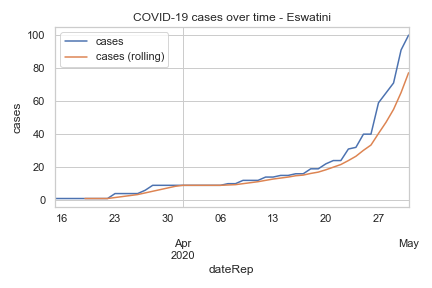 COVID-19 cases over time - Eswatini
cases
cases (rolling)
100
80
60
40
20
0
cases
16 23 30 06 13 20 27
Apr May
2020
dateRep